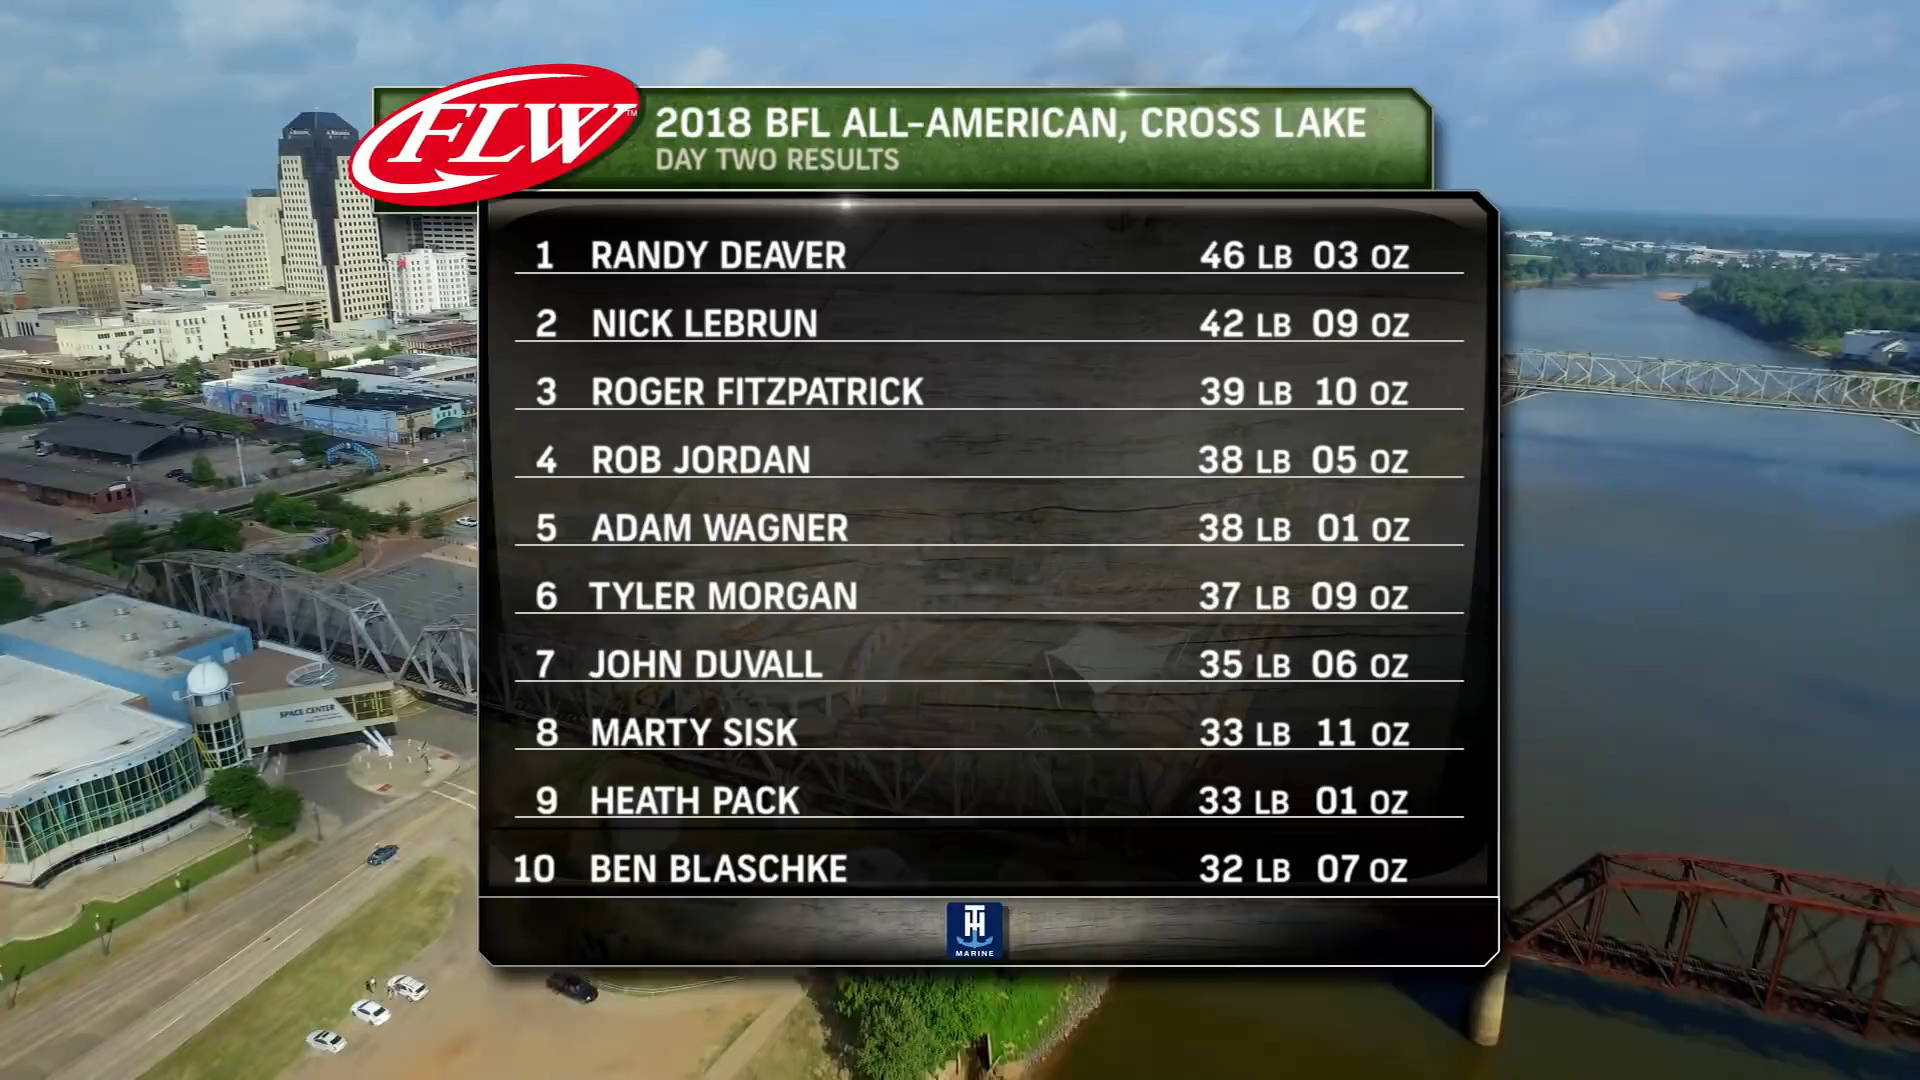 FLW™
2018 BFL ALL-AMERICAN, CROSS LAKE
DAY TWO RESULTS
1 RANDY DEAVER 46 LB 03 OZ
2 NICK LEBRUN 42 LB 09 OZ
3 ROGER FITZPATRICK 39 LB 10 OZ
4 ROB JORDAN 38 LB 05 OZ
5 ADAM WAGNER 38 LB 01 OZ
6 TYLER MORGAN 37 LB 09 OZ
7 JOHN DUVALL 35 LB 06 OZ
8 MARTY SISK 33 LB 11 OZ
9 HEATH PACK 33 LB 01 OZ
10 BEN BLASCHKE 32 LB 07 OZ
SPACE CENTER
TH
MARINE